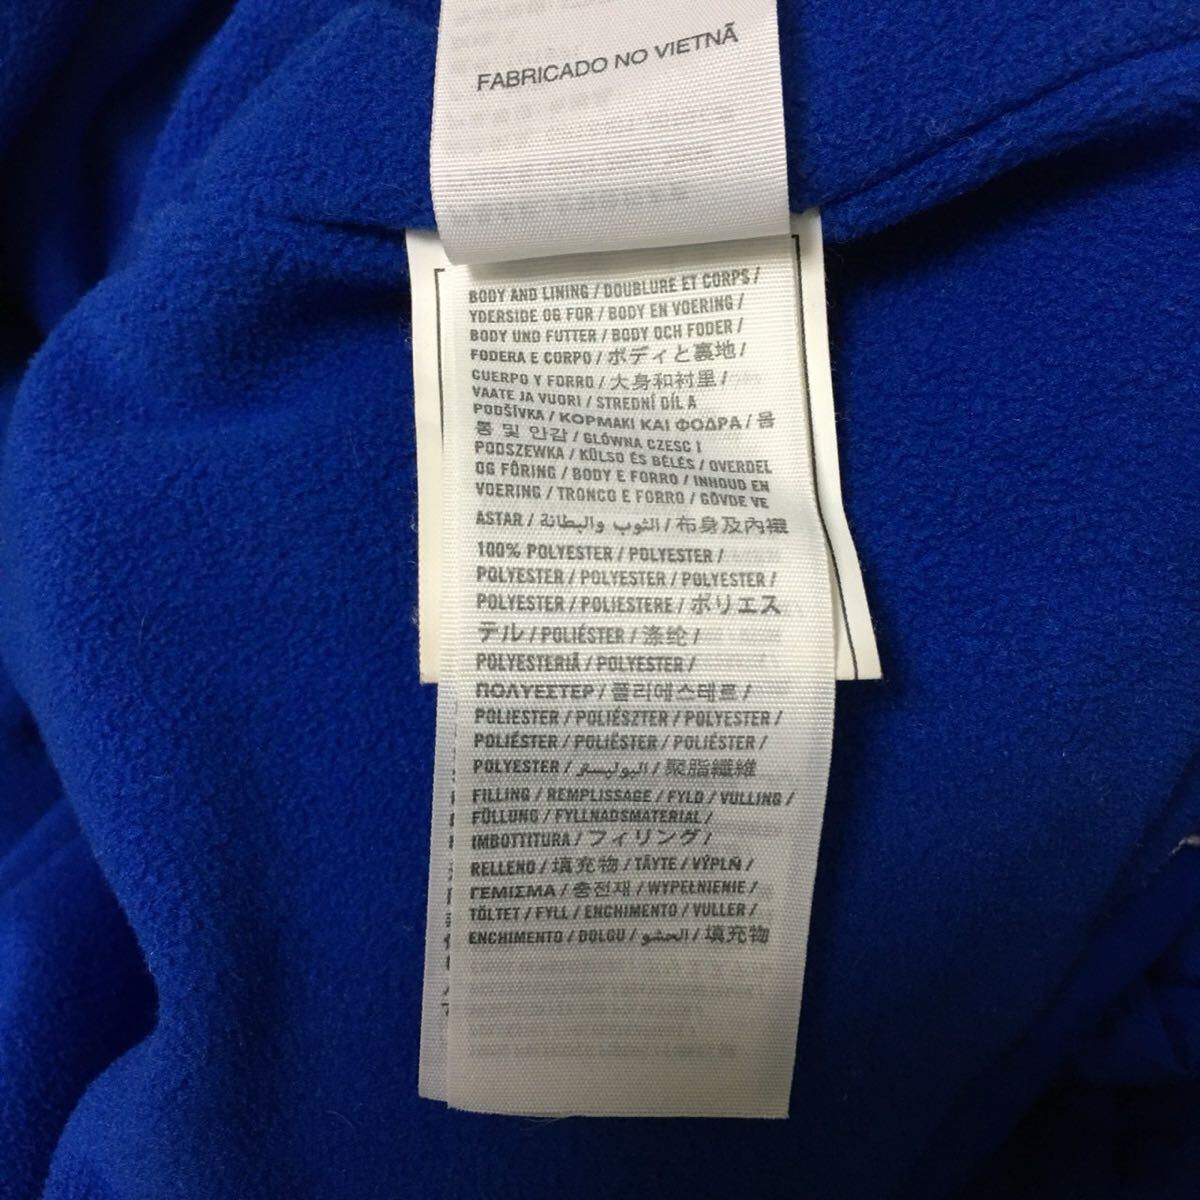 FABRICADO NO VIETNÃ
BODY AND LINING / DOUBLURE ET CORPS /
YDERSIDE OG FOR / BODY EN VOERING /
BODY UND FUTTER / BODY OCH FODER /
FODERA E CORPO / ボディと裏地 /
CUERPO Y FORRO / 大身和衬里 /
VAATE JA VUORI / STREDNÍ DÍL A
PODŠÍVKA / ΚΟΡΜΑΚΙ ΚΑΙ ΦΟΔΡΑ / 몸
통 및 안감 / GLÓWNA CZESC I
PODSZEWKA / KÜLSO ÉS BÉLÉS / OVERDEL
OG FÔRING / BODY E FORRO / INHOUD EN
VOERING / TRONCO E FORRO / GÖVDE VE
ASTAR / الثوب والبطانة / 布身及內襯
100% POLYESTER / POLYESTER /
POLYESTER / POLYESTER / POLYESTER /
POLYESTER / POLIESTERE / ポリエス
テル / POLIÉSTER / 涤纶 /
POLYESTERIÄ / POLYESTER /
ΠΟΛΥΕΣΤΕΡ / 폴리에스테르 /
POLIESTER / POLIÉSZTER / POLYESTER /
POLIÉSTER / POLIËSTER / POLIÉSTER /
POLYESTER / البوليستر / 聚脂纖維
FILLING / REMPLISSAGE / FYLD / VULLING /
FÜLLUNG / FYLLNADSMATERIAL /
IMBOTTITURA / フィリング /
RELLENO / 填充物 / TÄYTE / VÝPLŇ /
ΓΕΜΙΣΜΑ / 충전재 / WYPEŁNIENIE /
TÖLTET / FYLL / ENCHIMENTO / VULLER /
ENCHIMENTO / DOLGU / الحشو / 填充物